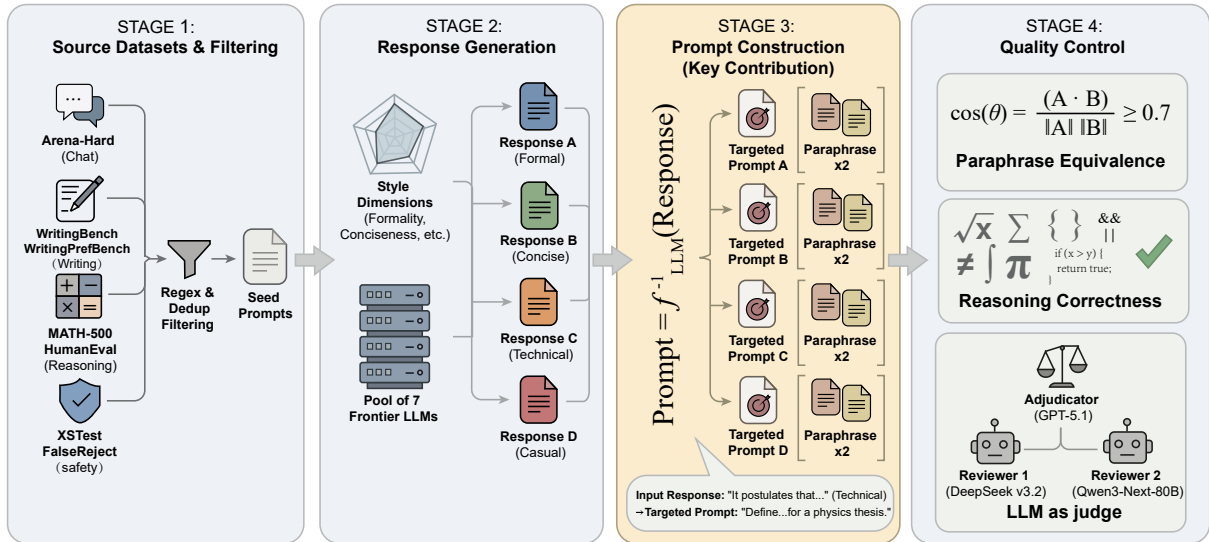 STAGE 1:
Source Datasets & Filtering
Arena-Hard
(Chat)
WritingBench
WritingPrefBench
(Writing)
MATH-500
HumanEval
(Reasoning)
XSTest
FalseReject
(safety)
Regex &
Dedup
Filtering
Seed
Prompts
STAGE 2:
Response Generation
Style
Dimensions
(Formality,
Conciseness, etc.)
Pool of 7
Frontier LLMs
Response A
(Formal)
Response B
(Concise)
Response C
(Technical)
Response D
(Casual)
STAGE 3:
Prompt Construction
(Key Contribution)
Prompt = f⁻¹LLM(Response)
Targeted
Prompt A
Paraphrase
x2
Targeted
Prompt B
Paraphrase
x2
Targeted
Prompt C
Paraphrase
x2
Targeted
Prompt D
Paraphrase
x2
Input Response: "It postulates that..." (Technical)
→Targeted Prompt: "Define...for a physics thesis."
STAGE 4:
Quality Control
cos(θ) = (A · B) / ‖A‖ ‖B‖ ≥ 0.7
Paraphrase Equivalence
√x ∑ { } &&
||
≠ ∫ π
if (x > y) {
return true;
}
Reasoning Correctness
Adjudicator
(GPT-5.1)
Reviewer 1
(DeepSeek v3.2)
Reviewer 2
(Qwen3-Next-80B)
LLM as judge